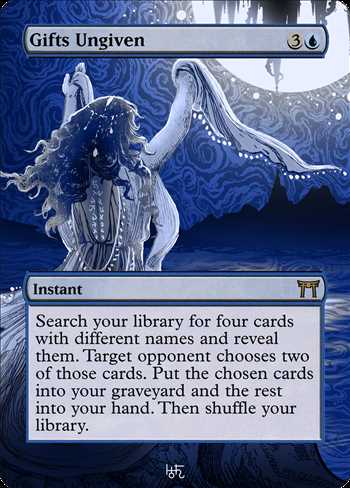 Gifts Ungiven 3
Instant
Search your library for four cards
with different names and reveal
them. Target opponent chooses two
of those cards. Put the chosen cards
into your graveyard and the rest
into your hand. Then shuffle your
library.